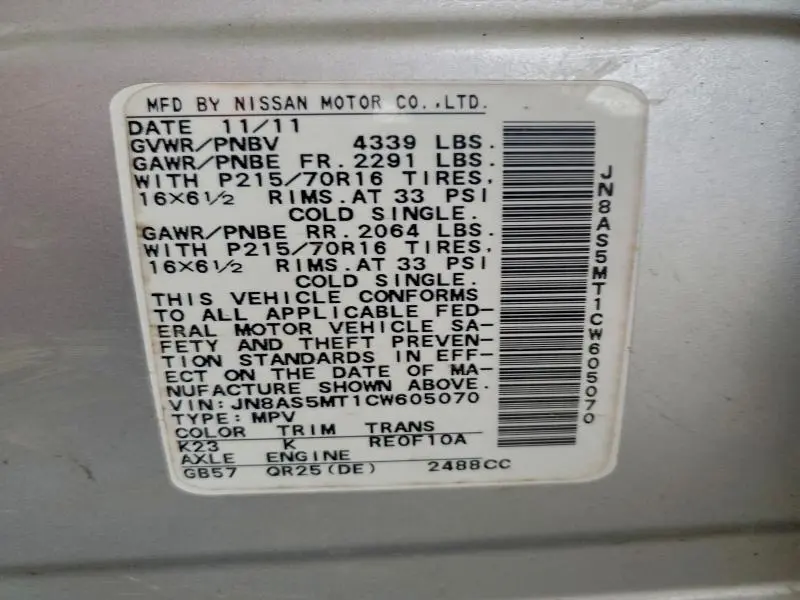 MFD BY NISSAN MOTOR CO.,LTD.
DATE 11/11
GVWR/PNBV 4339 LBS.
GAWR/PNBE FR. 2291 LBS.
WITH P215/70R16 TIRES,
16×6½ RIMS.AT 33 PSI
COLD SINGLE.
GAWR/PNBE RR. 2064 LBS.
WITH P215/70R16 TIRES,
16×6½ RIMS.AT 33 PSI
COLD SINGLE.
THIS VEHICLE CONFORMS
TO ALL APPLICABLE FED-
ERAL MOTOR VEHICLE SA-
FETY AND THEFT PREVEN-
TION STANDARDS IN EFF-
ECT ON THE DATE OF MA-
NUFACTURE SHOWN ABOVE.
VIN: JN8AS5MT1CW605070
TYPE: MPV
COLOR TRIM TRANS
K23 K RE0F10A
AXLE ENGINE
GB57 QR25(DE) 2488CC
JN8AS5MT1CW605070